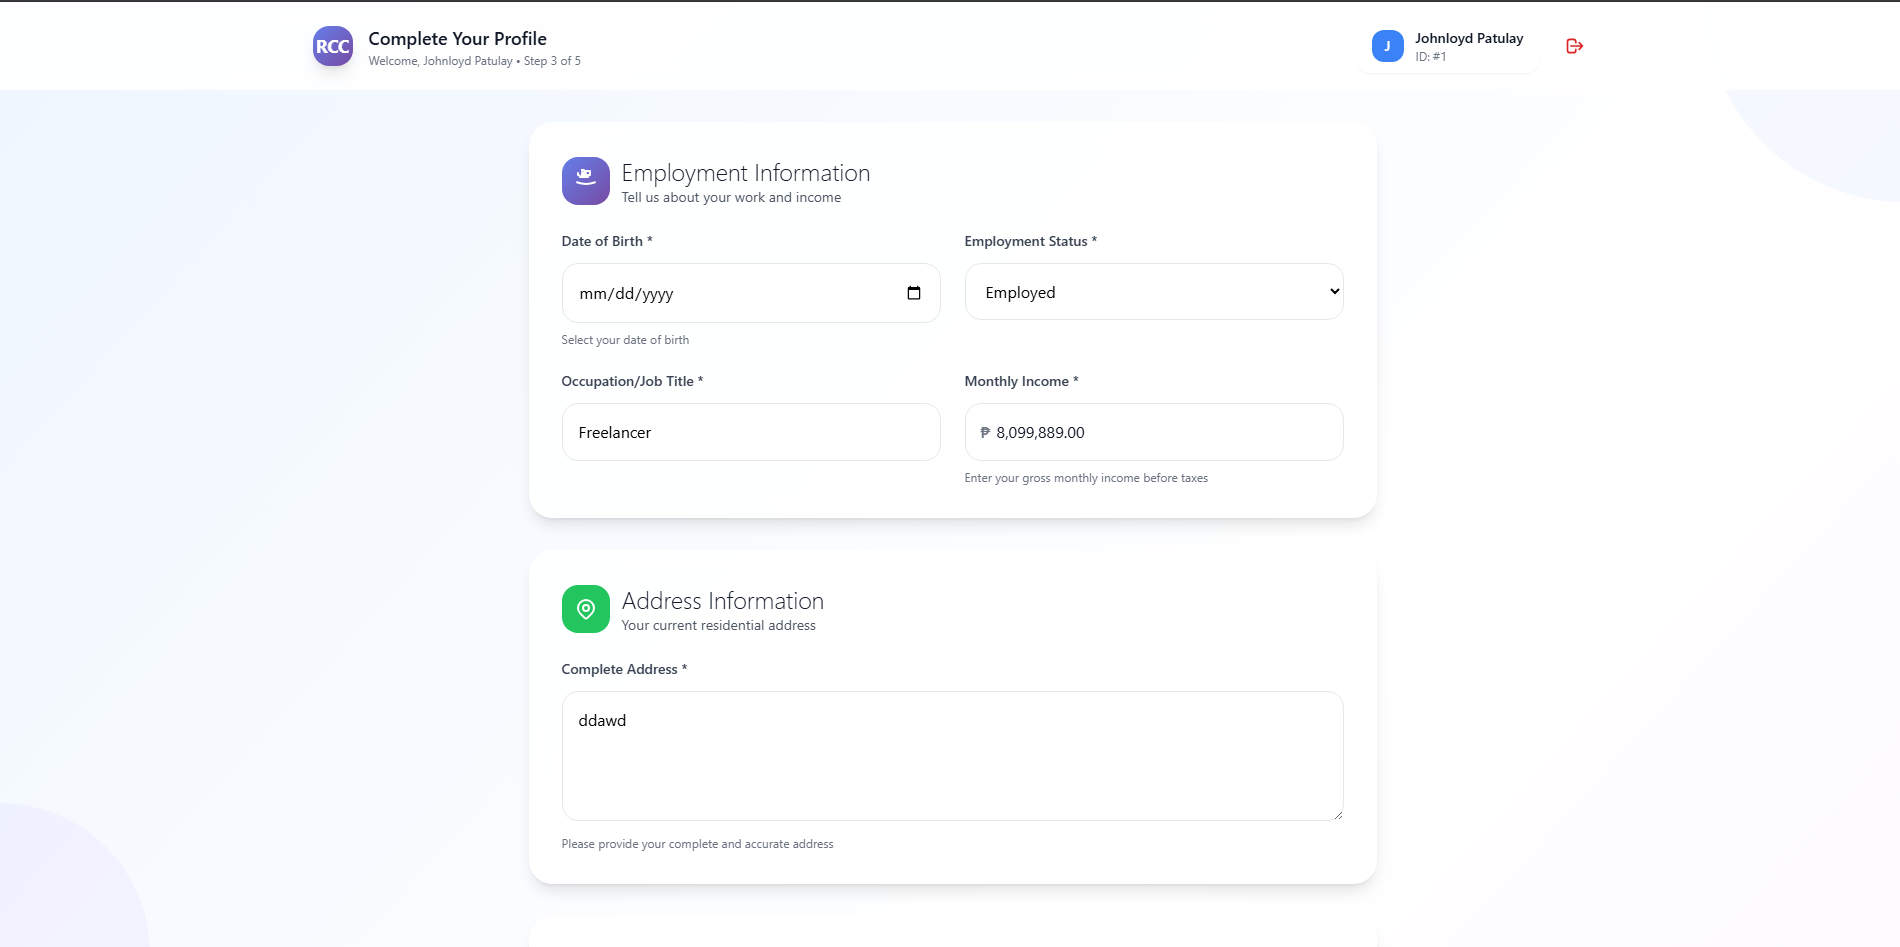 RCC
Complete Your Profile
Welcome, Johnloyd Patulay • Step 3 of 5
J
Johnloyd Patulay
ID: #1
Employment Information
Tell us about your work and income
Date of Birth *
Employment Status *
mm/dd/yyyy
Employed
Select your date of birth
Occupation/Job Title *
Monthly Income *
Freelancer
₱ 8,099,889.00
Enter your gross monthly income before taxes
Address Information
Your current residential address
Complete Address *
ddawd
Please provide your complete and accurate address